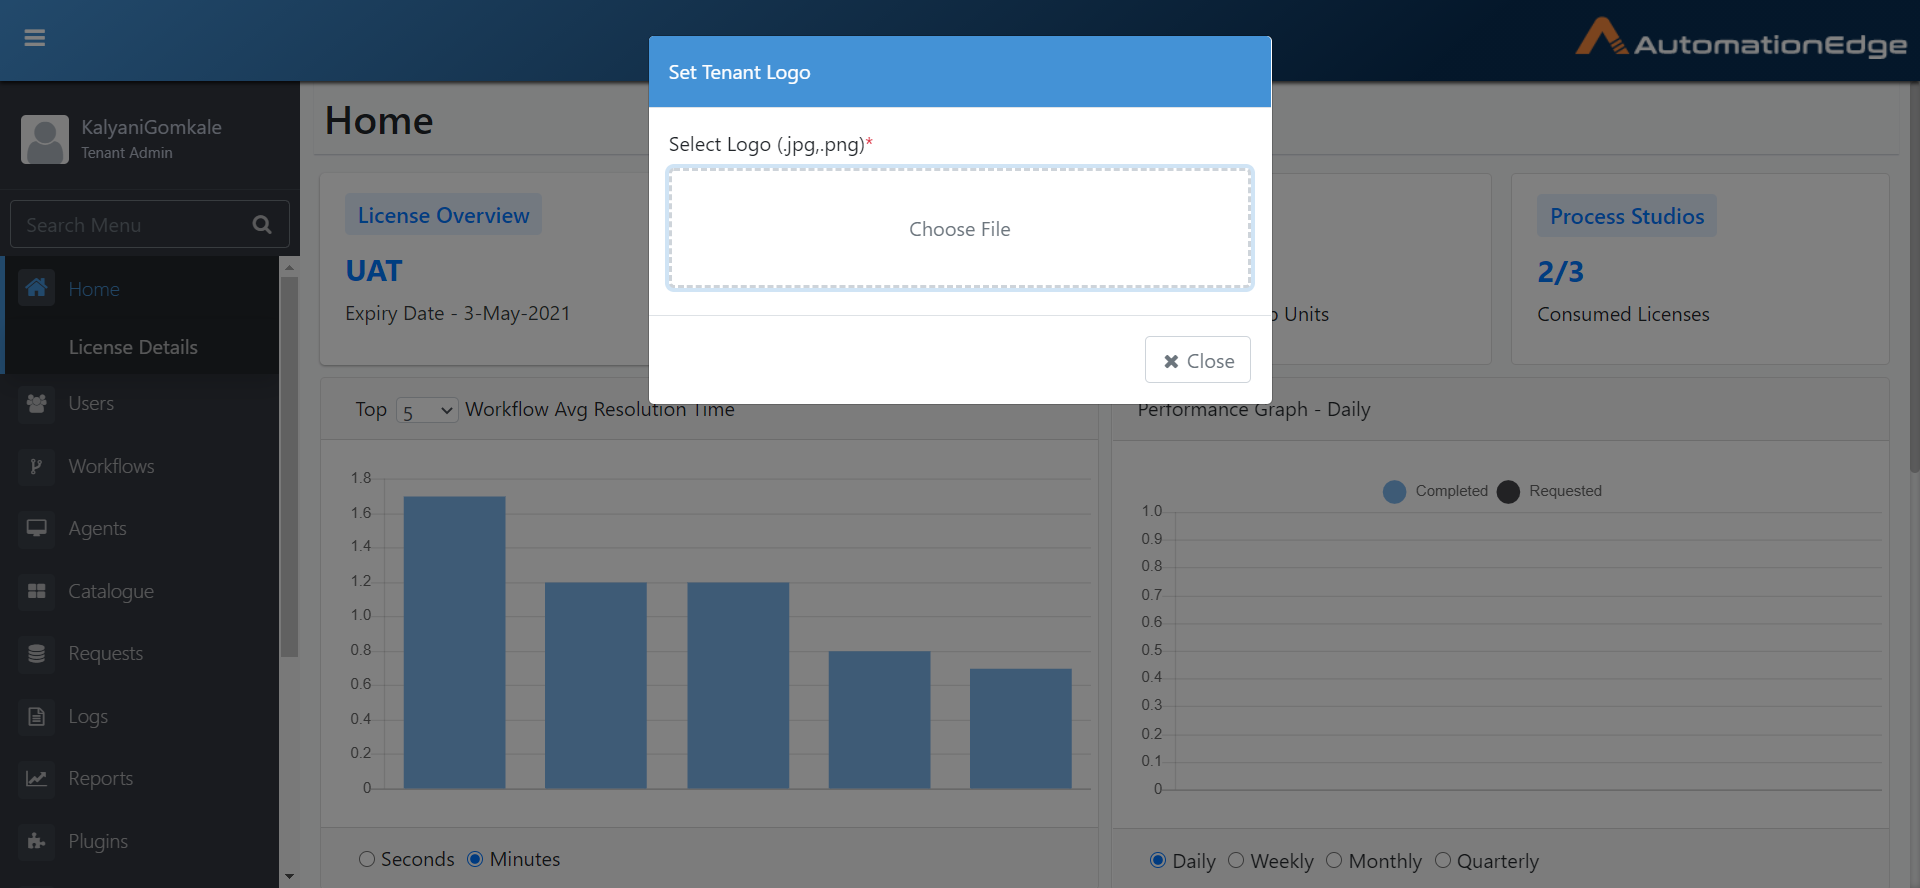 AutomationEdge
Set Tenant Logo
Select Logo (.jpg,.png)*
Choose File
Close
KalyaniGomkale
Tenant Admin
Search Menu
Home
License Details
Users
Workflows
Agents
Catalogue
Requests
Logs
Reports
Plugins
Home
License Overview
UAT
Expiry Date - 3-May-2021
Units
Process Studios
2/3
Consumed Licenses
Top 5 Workflow Avg Resolution Time
1.8
1.6
1.4
1.2
1.0
0.8
0.6
0.4
0.2
0
Seconds Minutes
Performance Graph - Daily
Completed Requested
1.0
0.9
0.8
0.7
0.6
0.5
0.4
0.3
0.2
0.1
0
Daily Weekly Monthly Quarterly